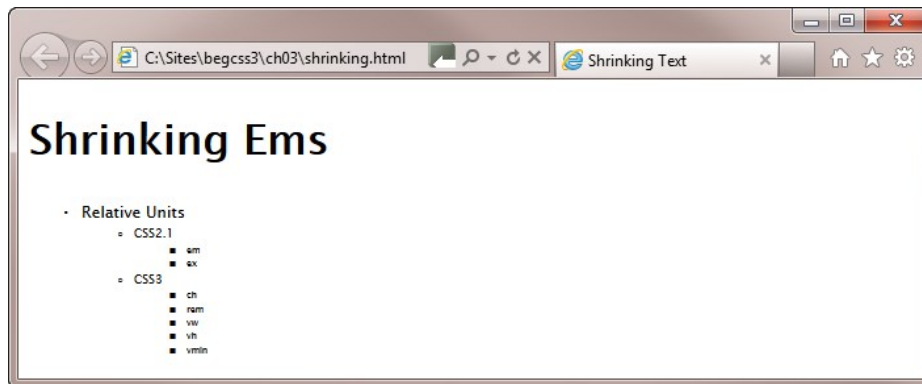 C:\Sites\begcss3\ch03\shrinking.html
Shrinking Text
Shrinking Ems
Relative Units
CSS2.1
em
ex
CSS3
ch
rem
vw
vh
vmin